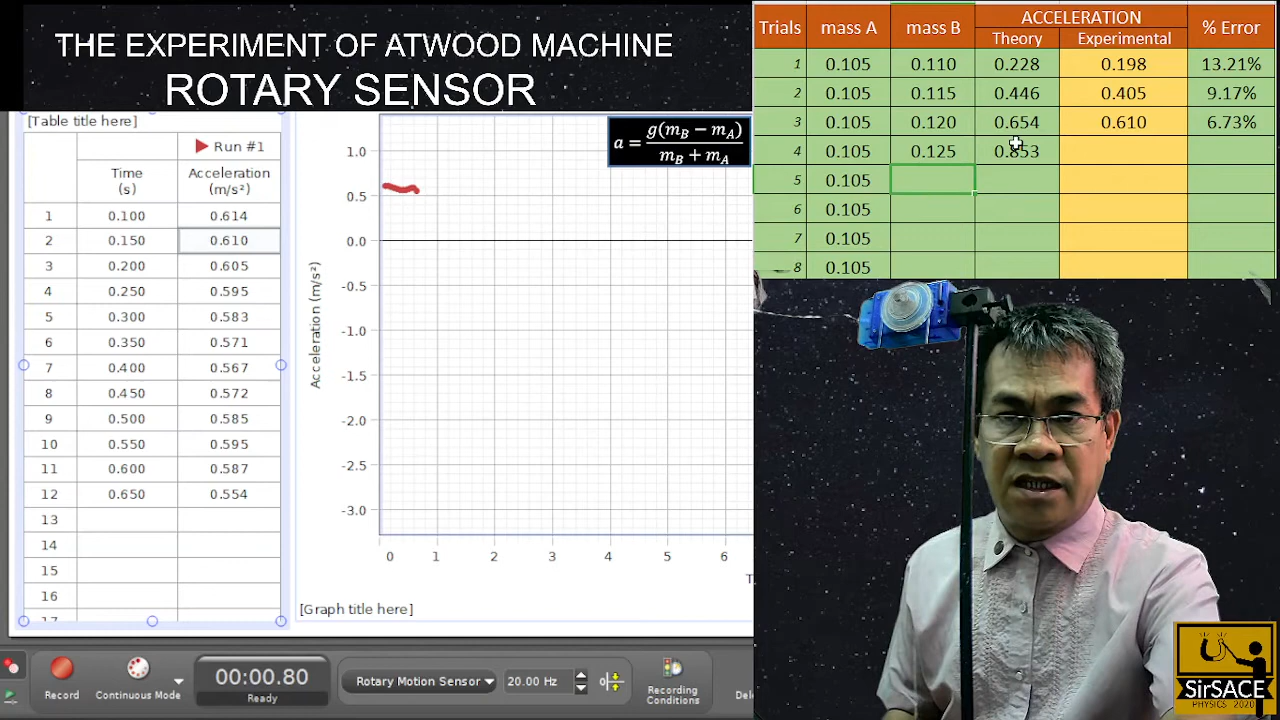 THE EXPERIMENT OF ATWOOD MACHINE
ROTARY SENSOR
[Table title here]
Run #1
Time (s) Acceleration (m/s²)
1 0.100 0.614
2 0.150 0.610
3 0.200 0.605
4 0.250 0.595
5 0.300 0.583
6 0.350 0.571
7 0.400 0.567
8 0.450 0.572
9 0.500 0.585
10 0.550 0.595
11 0.600 0.587
12 0.650 0.554
13
14
15
16
17
a = g(mB − mA) / mB + mA
Acceleration (m/s²)
1.0
0.5
0.0
-0.5
-1.0
-1.5
-2.0
-2.5
-3.0
0 1 2 3 4 5 6
[Graph title here]
Trials mass A mass B ACCELERATION % Error
Theory Experimental
1 0.105 0.110 0.228 0.198 13.21%
2 0.105 0.115 0.446 0.405 9.17%
3 0.105 0.120 0.654 0.610 6.73%
4 0.105 0.125 0.853
5 0.105
6 0.105
7 0.105
8 0.105
Record
Continuous Mode
00:00.80
Ready
Rotary Motion Sensor
20.00 Hz
Recording
Conditions
SirSACE
PHYSICS 2020